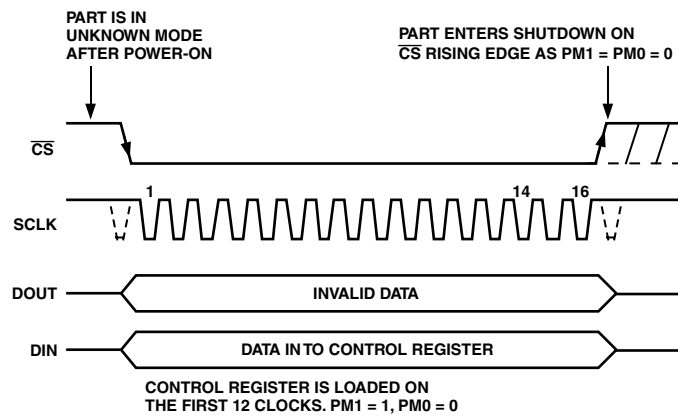 PART IS IN
UNKNOWN MODE
AFTER POWER-ON
PART ENTERS SHUTDOWN ON
CS RISING EDGE AS PM1 = PM0 = 0
CS
1
14
16
SCLK
DOUT
INVALID DATA
DIN
DATA INTO CONTROL REGISTER
CONTROL REGISTER IS LOADED ON
THE FIRST 12 CLOCKS. PM1 = 1, PM0 = 0